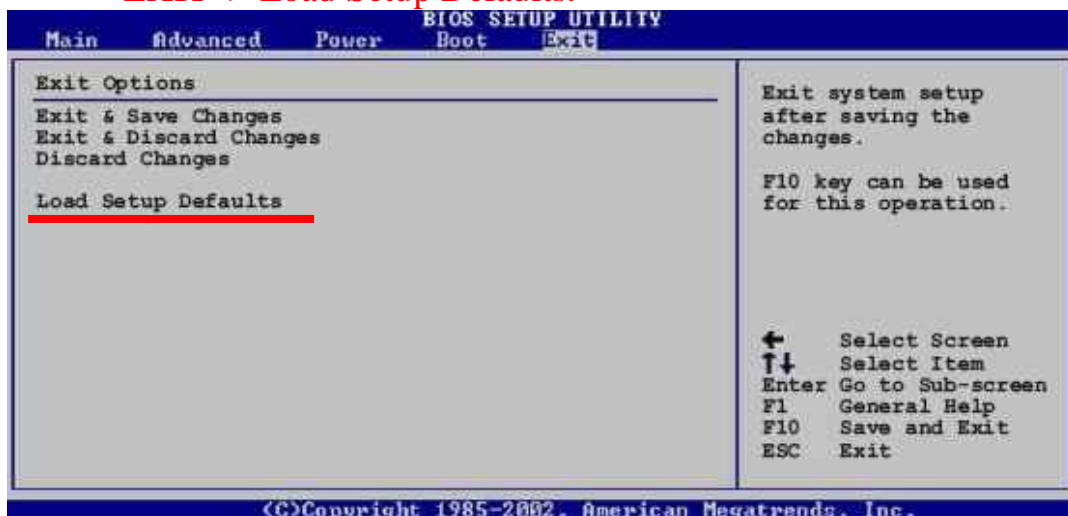 BIOS SETUP UTILITY
Main Advanced Power Boot Exit
Exit Options
Exit & Save Changes
Exit & Discard Changes
Discard Changes
Load Setup Defaults
Exit system setup
after saving the
changes.
F10 key can be used
for this operation.
← Select Screen
↑↓ Select Item
Enter Go to Sub-screen
F1 General Help
F10 Save and Exit
ESC Exit
(C)Copyright 1985-2002, American Megatrends, Inc.